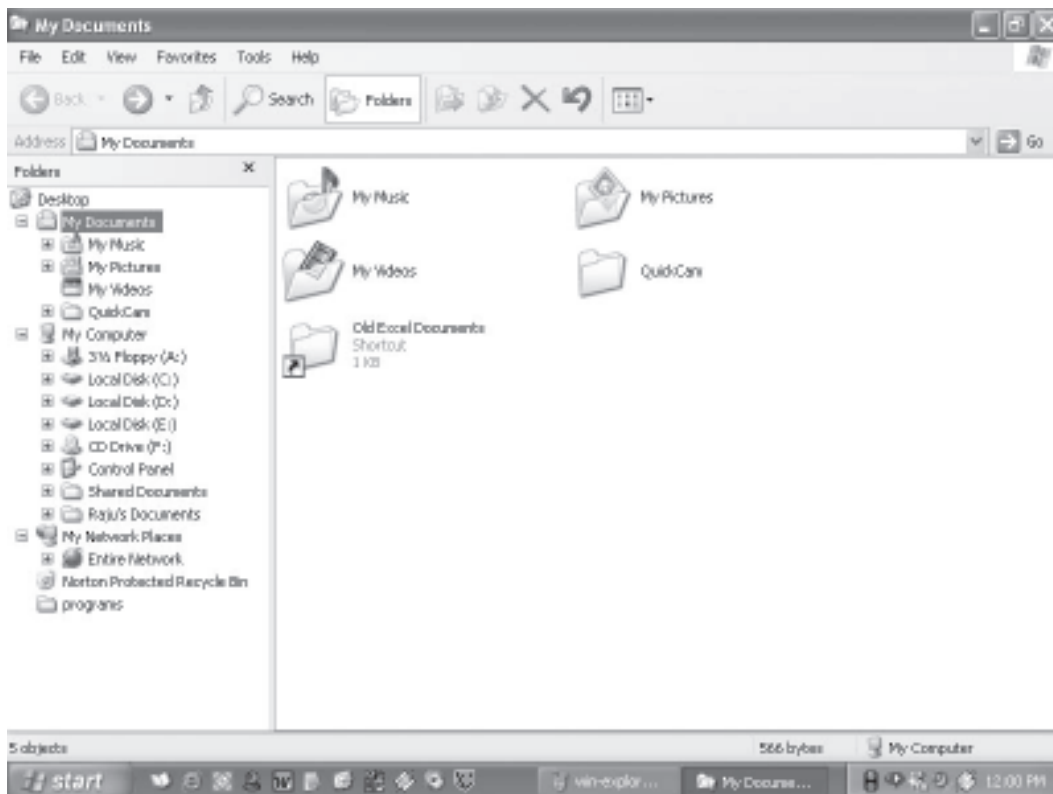 My Documents
File Edit View Favorites Tools Help
Back Search Folders
Address My Documents Go
Folders
Desktop
My Documents
My Music
My Pictures
My Videos
QuickCam
My Computer
3½ Floppy (A:)
Local Disk (C:)
Local Disk (D:)
Local Disk (E:)
CD Drive (F:)
Control Panel
Shared Documents
Raju's Documents
My Network Places
Entire Network
Norton Protected Recycle Bin
programs
My Music
My Pictures
My Videos
QuickCam
Old Excel Documents
Shortcut
1 KB
5 objects
566 bytes
My Computer
start
win-explor...
My Docume...
12:00 PM